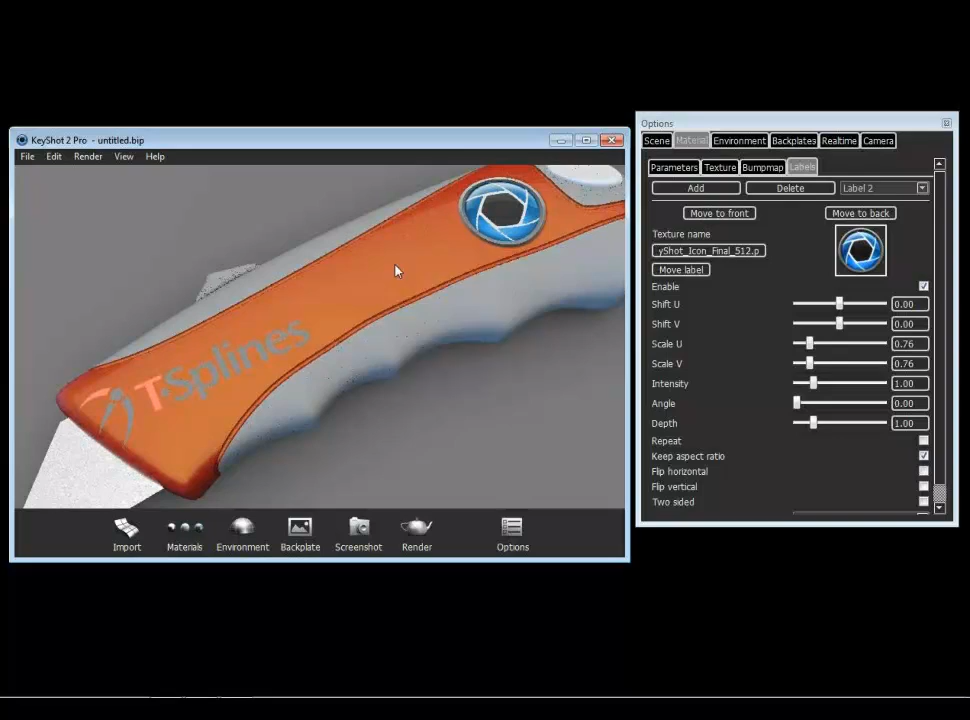 KeyShot 2 Pro - untitled.bip
File Edit Render View Help
T·Splines
Import Materials Environment Backplate Screenshot Render Options
Options
Scene Material Environment Backplates Realtime Camera
Parameters Texture Bumpmap Labels
Add Delete Label 2
Move to front Move to back
Texture name
yShot_Icon_Final_512.p
Move label
Enable
Shift U 0.00
Shift V 0.00
Scale U 0.76
Scale V 0.76
Intensity 1.00
Angle 0.00
Depth 1.00
Repeat
Keep aspect ratio
Flip horizontal
Flip vertical
Two sided